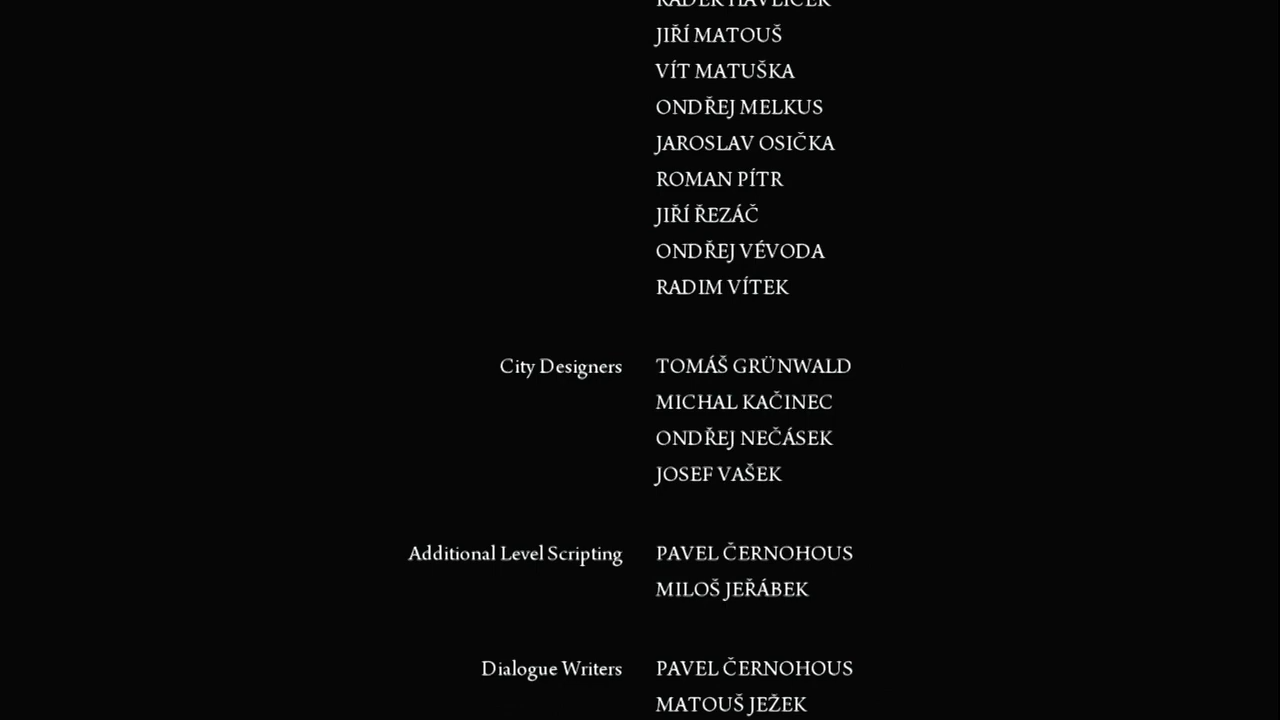 JIŘÍ MATOUŠ
VÍT MATUŠKA
ONDŘEJ MELKUS
JAROSLAV OSIČKA
ROMAN PÍTR
JIŘÍ ŘEZÁČ
ONDŘEJ VÉVODA
RADIM VÍTEK
City Designers TOMÁŠ GRÜNWALD
MICHAL KAČINEC
ONDŘEJ NEČÁSEK
JOSEF VAŠEK
Additional Level Scripting PAVEL ČERNOHOUS
MILOŠ JEŘÁBEK
Dialogue Writers PAVEL ČERNOHOUS
MATOUŠ JEŽEK